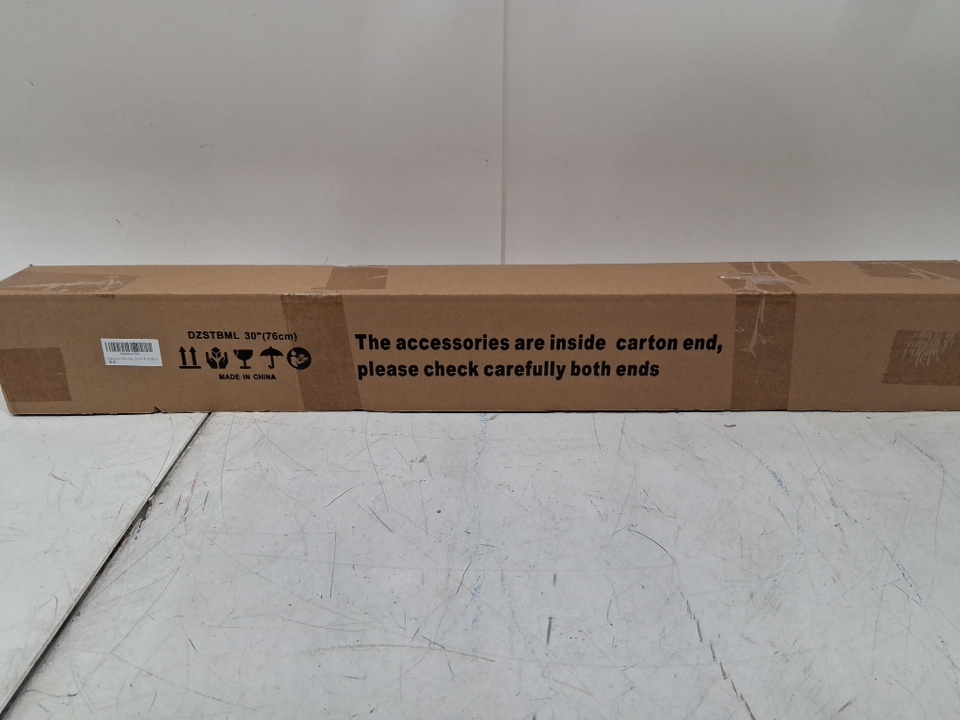 DZSTBML 30"(76cm)
MADE IN CHINA
The accessories are inside carton end,
please check carefully both ends